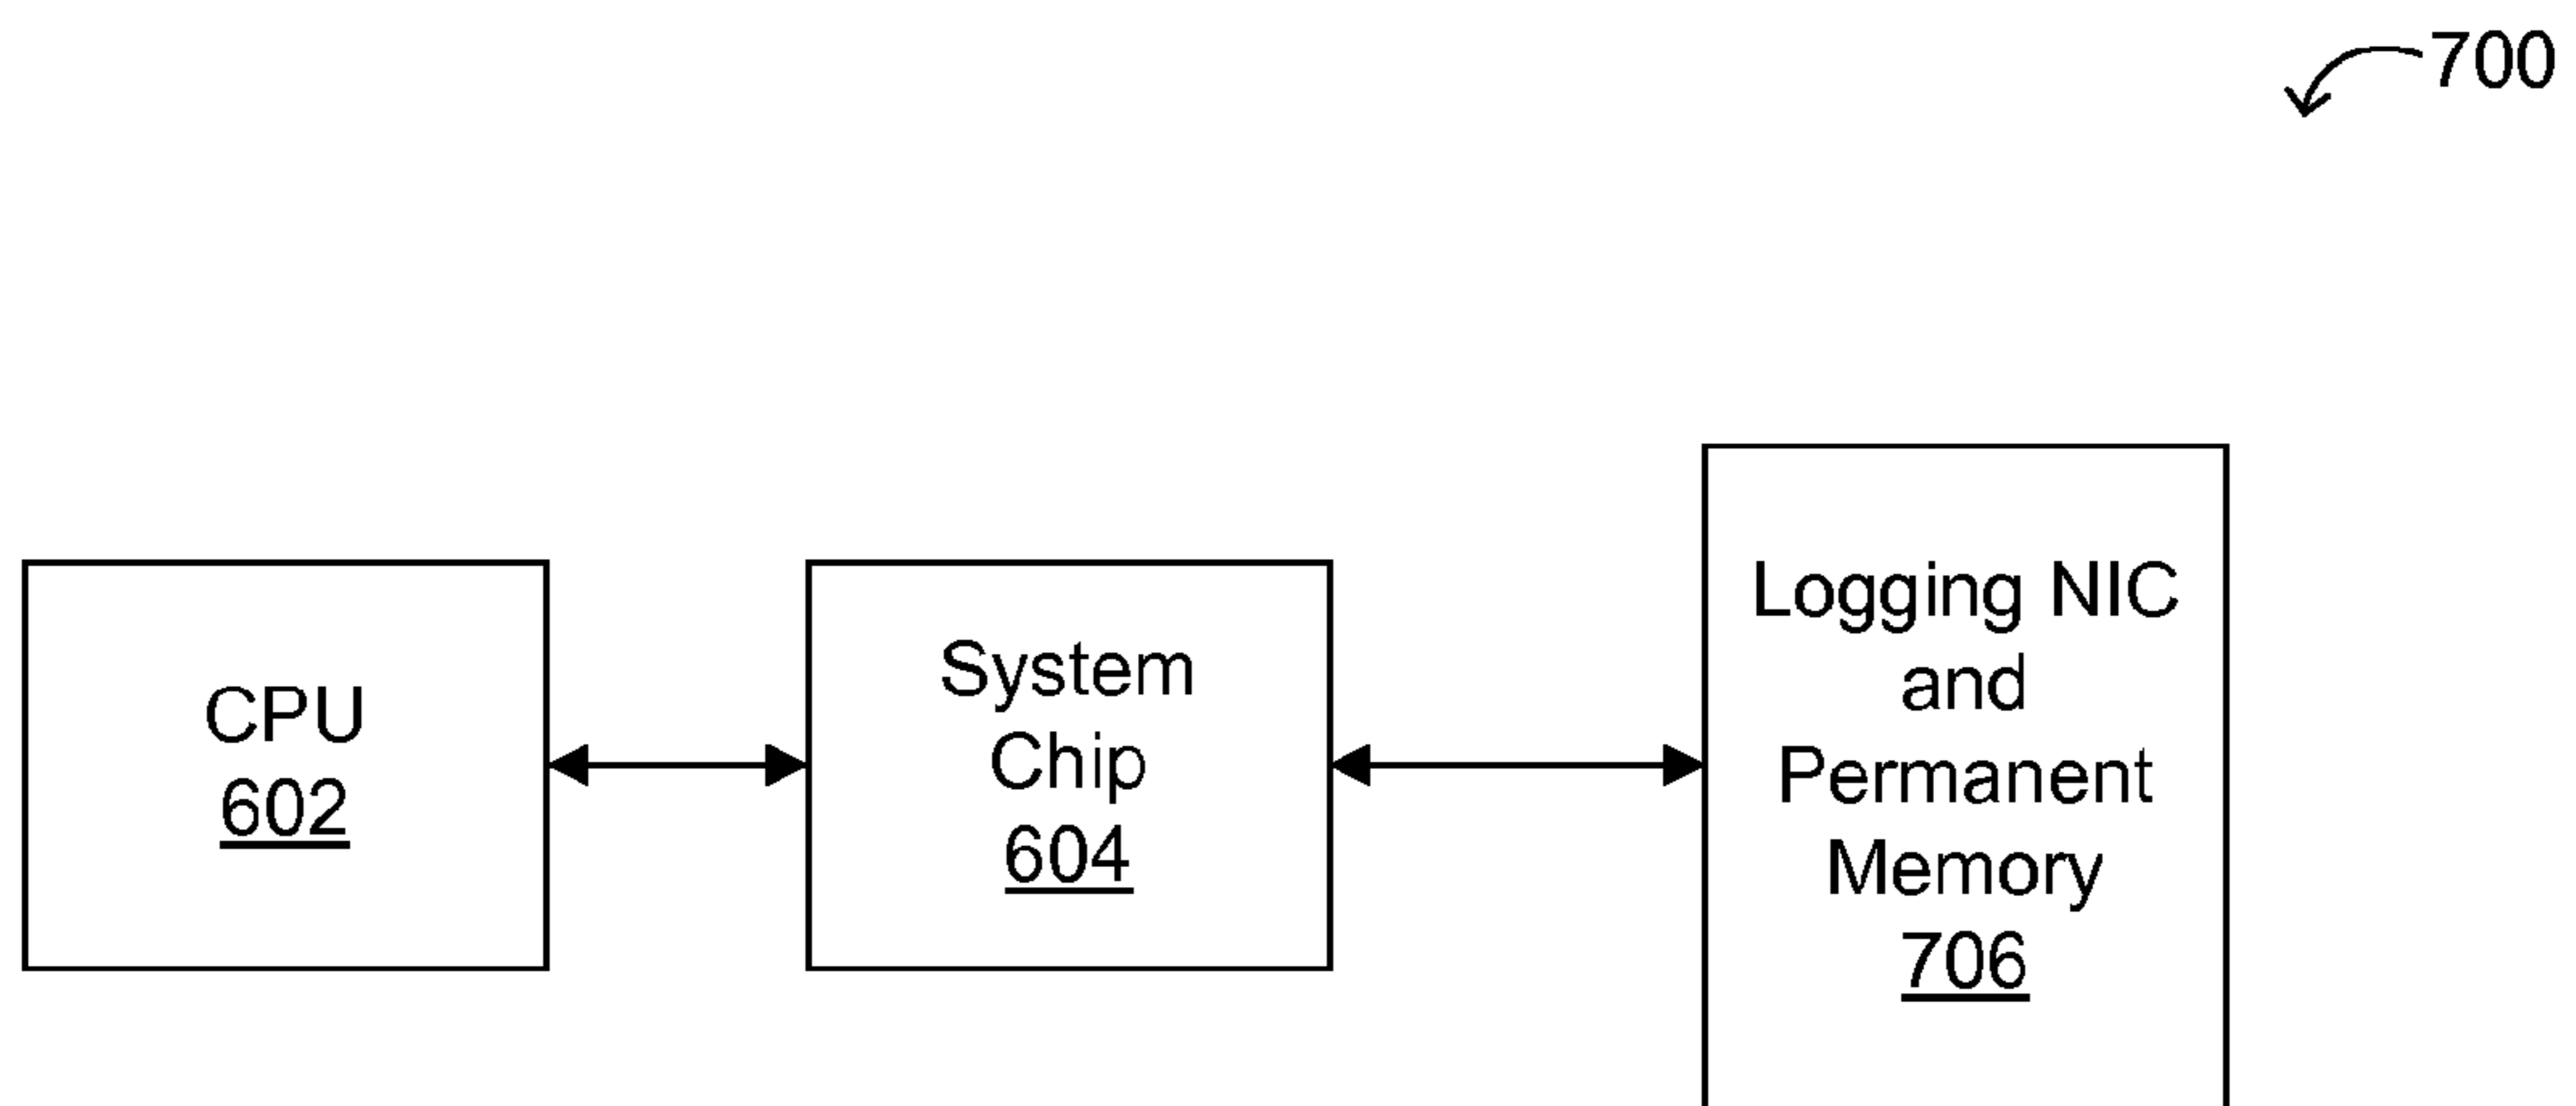 700
CPU
602
System
Chip
604
Logging NIC
and
Permanent
Memory
706